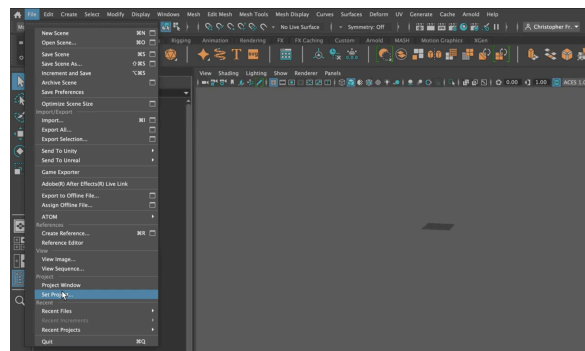 File Edit Create Select Modify Display Windows Mesh Edit Mesh Mesh Tools Mesh Display Curves Surfaces Deform UV Generate Cache Arnold Help
No Live Surface Symmetry: Off Christopher Fr..
Rigging Animation Rendering FX FX Caching Custom Arnold MASH Motion Graphics XGen
View Shading Lighting Show Renderer Panels
0.00 1.00 ACES 1.0
New Scene ⌘N
Open Scene... ⌘O
Save Scene ⌘S
Save Scene As... ⇧⌘S
Increment and Save ⌥⌘S
Archive Scene
Save Preferences
Optimize Scene Size
Import/Export
Import... ⌘I
Export All...
Export Selection...
Send To Unity
Send To Unreal
Game Exporter
Adobe(R) After Effects(R) Live Link
Export to Offline File...
Assign Offline File...
ATOM
References
Create Reference... ⌘R
Reference Editor
View
View Image...
View Sequence...
Project
Project Window
Set Project...
Recent
Recent Files
Recent Increments
Recent Projects
Quit ⌘Q